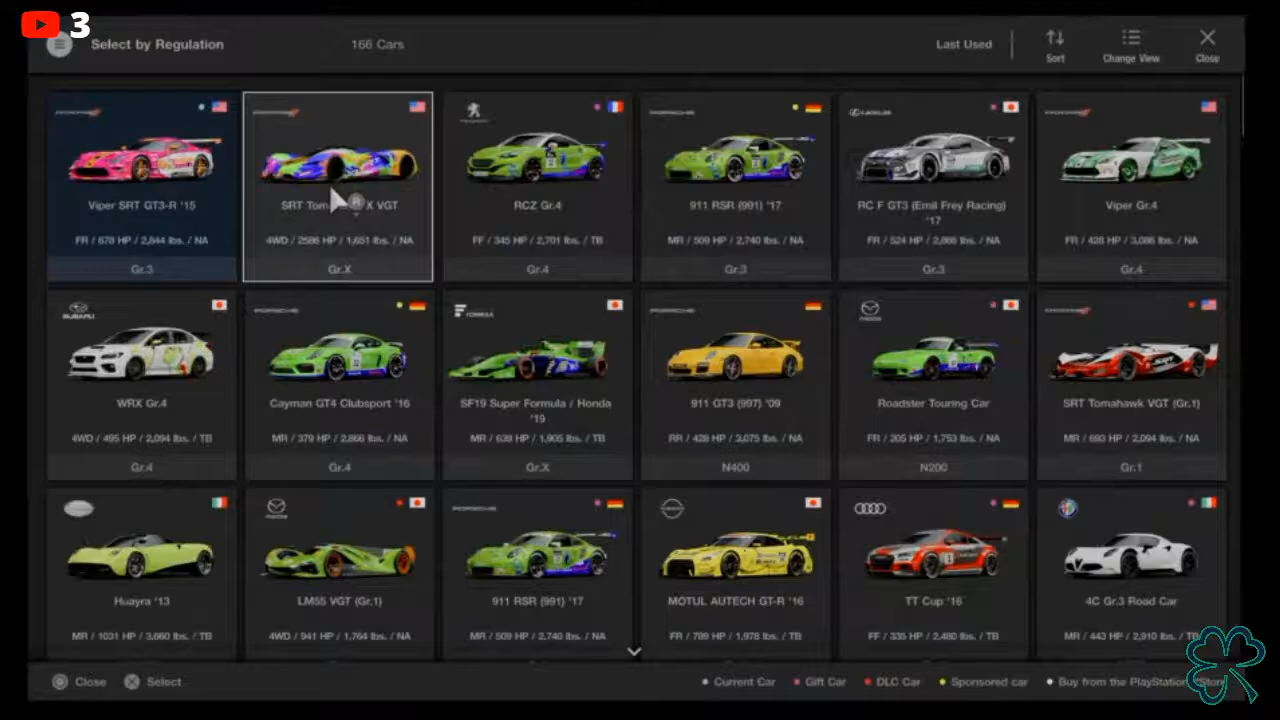 3
Select by Regulation 166 Cars Last Used Sort Change View Close
Viper SRT GT3-R '15
FR / 678 HP / 2,844 lbs. / NA
Gr.3
SRT Tom X VGT
4WD / 2586 HP / 1,651 lbs. / NA
Gr.X
RCZ Gr.4
FF / 345 HP / 2,701 lbs. / TB
Gr.4
PORSCHE
911 RSR (991) '17
MR / 509 HP / 2,740 lbs. / NA
Gr.3
LEXUS
RC F GT3 (Emil Frey Racing)
'17
FR / 524 HP / 2,866 lbs. / NA
Gr.3
Viper Gr.4
FR / 428 HP / 3,086 lbs. / NA
Gr.4
SUBARU
WRX Gr.4
4WD / 495 HP / 2,094 lbs. / TB
Gr.4
PORSCHE
Cayman GT4 Clubsport '16
MR / 379 HP / 2,866 lbs. / NA
Gr.4
FORMULA
SF19 Super Formula / Honda
'19
MR / 639 HP / 1,905 lbs. / TB
Gr.X
PORSCHE
911 GT3 (997) '09
RR / 428 HP / 3,075 lbs. / NA
N400
Roadster Touring Car
FR / 205 HP / 1,753 lbs. / NA
N200
SRT Tomahawk VGT (Gr.1)
MR / 693 HP / 2,094 lbs. / NA
Gr.1
Huayra '13
MR / 1031 HP / 3,660 lbs. / TB
LM55 VGT (Gr.1)
4WD / 941 HP / 1,764 lbs. / NA
PORSCHE
911 RSR (991) '17
MR / 509 HP / 2,740 lbs. / NA
MOTUL AUTECH GT-R '16
FR / 789 HP / 1,978 lbs. / TB
TT Cup '16
FF / 335 HP / 2,480 lbs. / TB
4C Gr.3 Road Car
MR / 443 HP / 2,910 lbs. / TB
Close Select Current Car Gift Car DLC Car Sponsored car Buy from the PlayStation Store